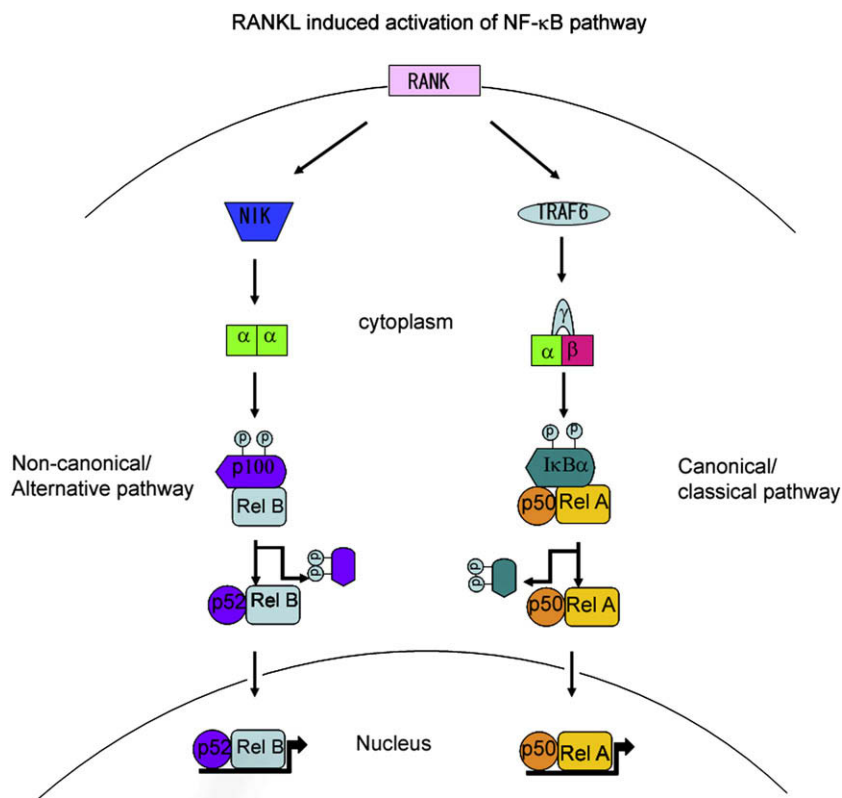 RANKL induced activation of NF-κB pathway
RANK
NIK
TRAF6
cytoplasm
γ
α α
α β
p p
p p
p100
IκBα
Non-canonical/
Alternative pathway
Canonical/
classical pathway
Rel B
p50 Rel A
p p
p p
p52 Rel B
p50 Rel A
Nucleus
p52 Rel B
p50 Rel A